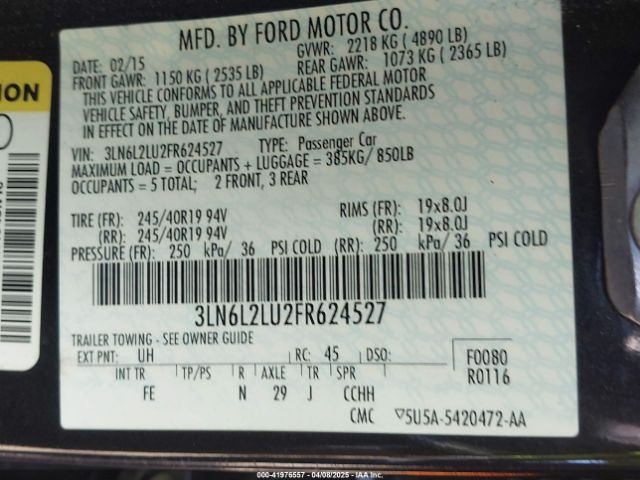 MFD. BY FORD MOTOR CO.
DATE: 02/15 GVWR: 2218 KG ( 4890 LB)
FRONT GAWR: 1150 KG ( 2535 LB) REAR GAWR: 1073 KG ( 2365 LB)
THIS VEHICLE CONFORMS TO ALL APPLICABLE FEDERAL MOTOR
VEHICLE SAFETY, BUMPER, AND THEFT PREVENTION STANDARDS
IN EFFECT ON THE DATE OF MANUFACTURE SHOWN ABOVE.
VIN: 3LN6L2LU2FR624527 TYPE: Passenger Car
MAXIMUM LOAD = OCCUPANTS + LUGGAGE = 385KG/ 850LB
OCCUPANTS = 5 TOTAL; 2 FRONT, 3 REAR
TIRE (FR): 245/40R19 94V RIMS (FR): 19x8.0J
(RR): 245/40R19 94V (RR): 19x8.0J
PRESSURE (FR): 250 kPa/ 36 PSI COLD (RR): 250 kPa/ 36 PSI COLD
3LN6L2LU2FR624527
TRAILER TOWING - SEE OWNER GUIDE
EXT PNT: UH RC: 45 DSO: F0080
INT TR TP/PS R AXLE TR SPR R0116
FE N 29 J CCHH
CMC ▽5U5A-5420472-AA
ION
© IAAI 41976557 | 04/08/2025 | IAAI.com